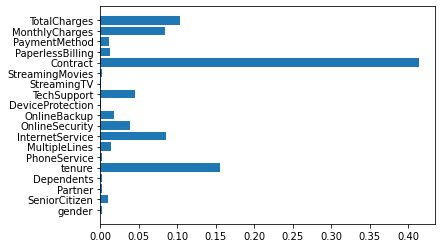 TotalCharges
MonthlyCharges
PaymentMethod
PaperlessBilling
Contract
StreamingMovies
StreamingTV
TechSupport
DeviceProtection
OnlineBackup
OnlineSecurity
InternetService
MultipleLines
PhoneService
tenure
Dependents
Partner
SeniorCitizen
gender
0.00 0.05 0.10 0.15 0.20 0.25 0.30 0.35 0.40